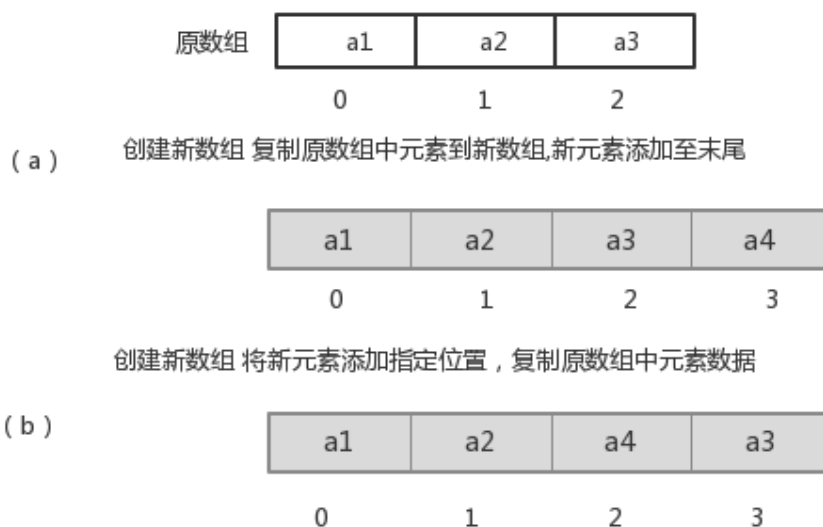 原数组 a1 a2 a3
0 1 2
(a) 创建新数组 复制原数组中元素到新数组,新元素添加至末尾
a1 a2 a3 a4
0 1 2 3
创建新数组 将新元素添加指定位置，复制原数组中元素数据
(b)
a1 a2 a4 a3
0 1 2 3